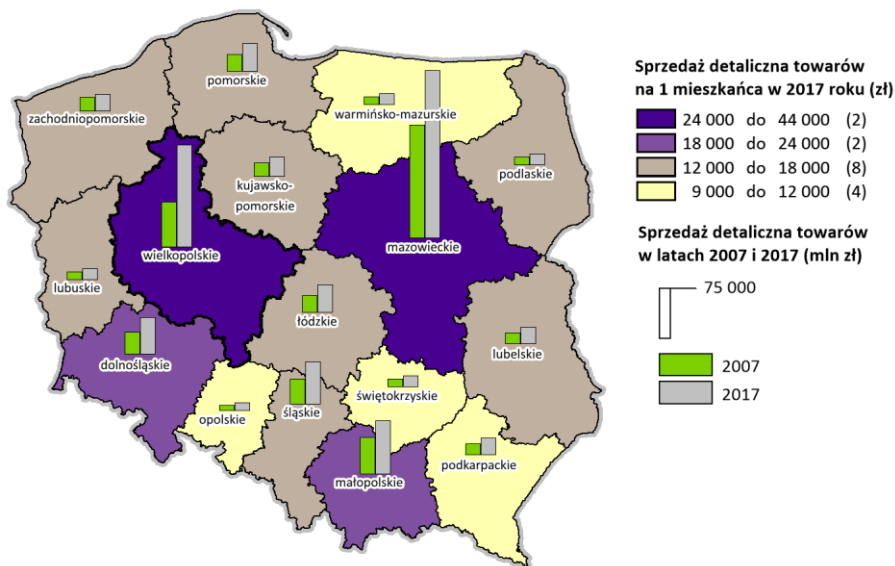 pomorskie
zachodniopomorskie
warmińsko-mazurskie
podlaskie
kujawsko-
pomorskie
wielkopolskie
mazowieckie
lubuskie
łódzkie
lubelskie
dolnośląskie
opolskie
śląskie
świętokrzyskie
małopolskie
podkarpackie
Sprzedaż detaliczna towarów
na 1 mieszkańca w 2017 roku (zł)
24 000 do 44 000 (2)
18 000 do 24 000 (2)
12 000 do 18 000 (8)
9 000 do 12 000 (4)
Sprzedaż detaliczna towarów
w latach 2007 i 2017 (mln zł)
75 000
2007
2017